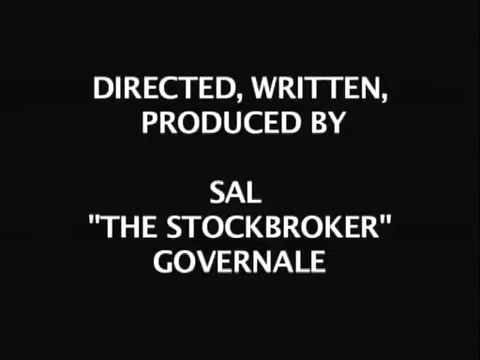 DIRECTED, WRITTEN,
PRODUCED BY
SAL
"THE STOCKBROKER"
GOVERNALE